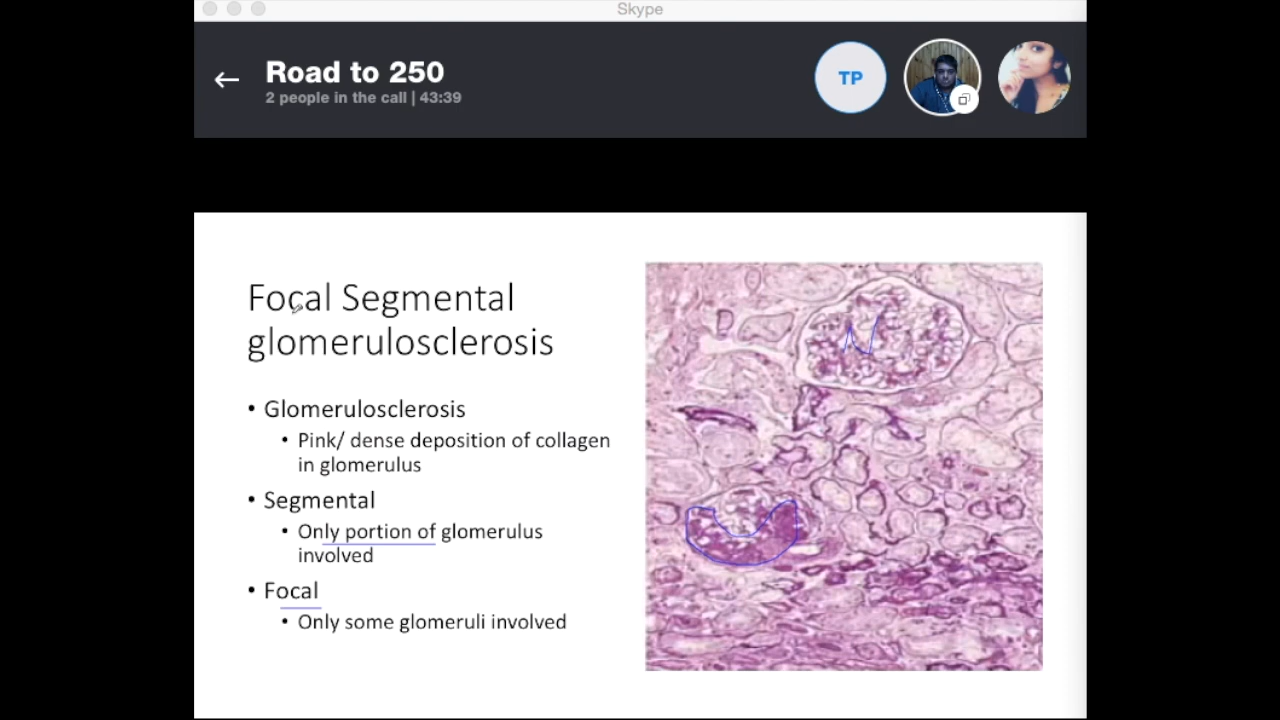 Skype
Road to 250
2 people in the call | 43:39
TP
Focal Segmental
glomerulosclerosis
• Glomerulosclerosis
• Pink/ dense deposition of collagen
in glomerulus
• Segmental
• Only portion of glomerulus
involved
• Focal
• Only some glomeruli involved
N